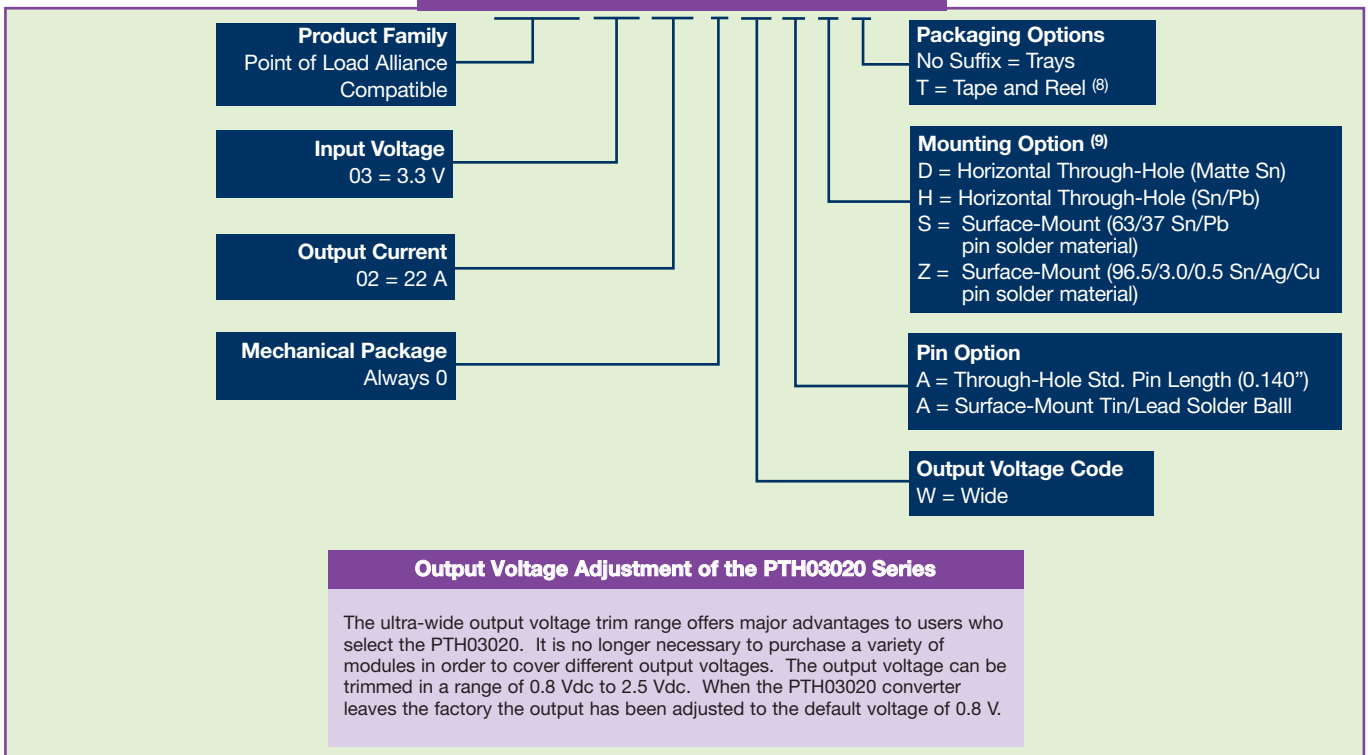 Product Family
Point of Load Alliance
Compatible
Input Voltage
03 = 3.3 V
Output Current
02 = 22 A
Mechanical Package
Always 0
Packaging Options
No Suffix = Trays
T = Tape and Reel (8)
Mounting Option (9)
D = Horizontal Through-Hole (Matte Sn)
H = Horizontal Through-Hole (Sn/Pb)
S = Surface-Mount (63/37 Sn/Pb
pin solder material)
Z = Surface-Mount (96.5/3.0/0.5 Sn/Ag/Cu
pin solder material)
Pin Option
A = Through-Hole Std. Pin Length (0.140”)
A = Surface-Mount Tin/Lead Solder Balll
Output Voltage Code
W = Wide
Output Voltage Adjustment of the PTH03020 Series
The ultra-wide output voltage trim range offers major advantages to users who
select the PTH03020. It is no longer necessary to purchase a variety of
modules in order to cover different output voltages. The output voltage can be
trimmed in a range of 0.8 Vdc to 2.5 Vdc. When the PTH03020 converter
leaves the factory the output has been adjusted to the default voltage of 0.8 V.